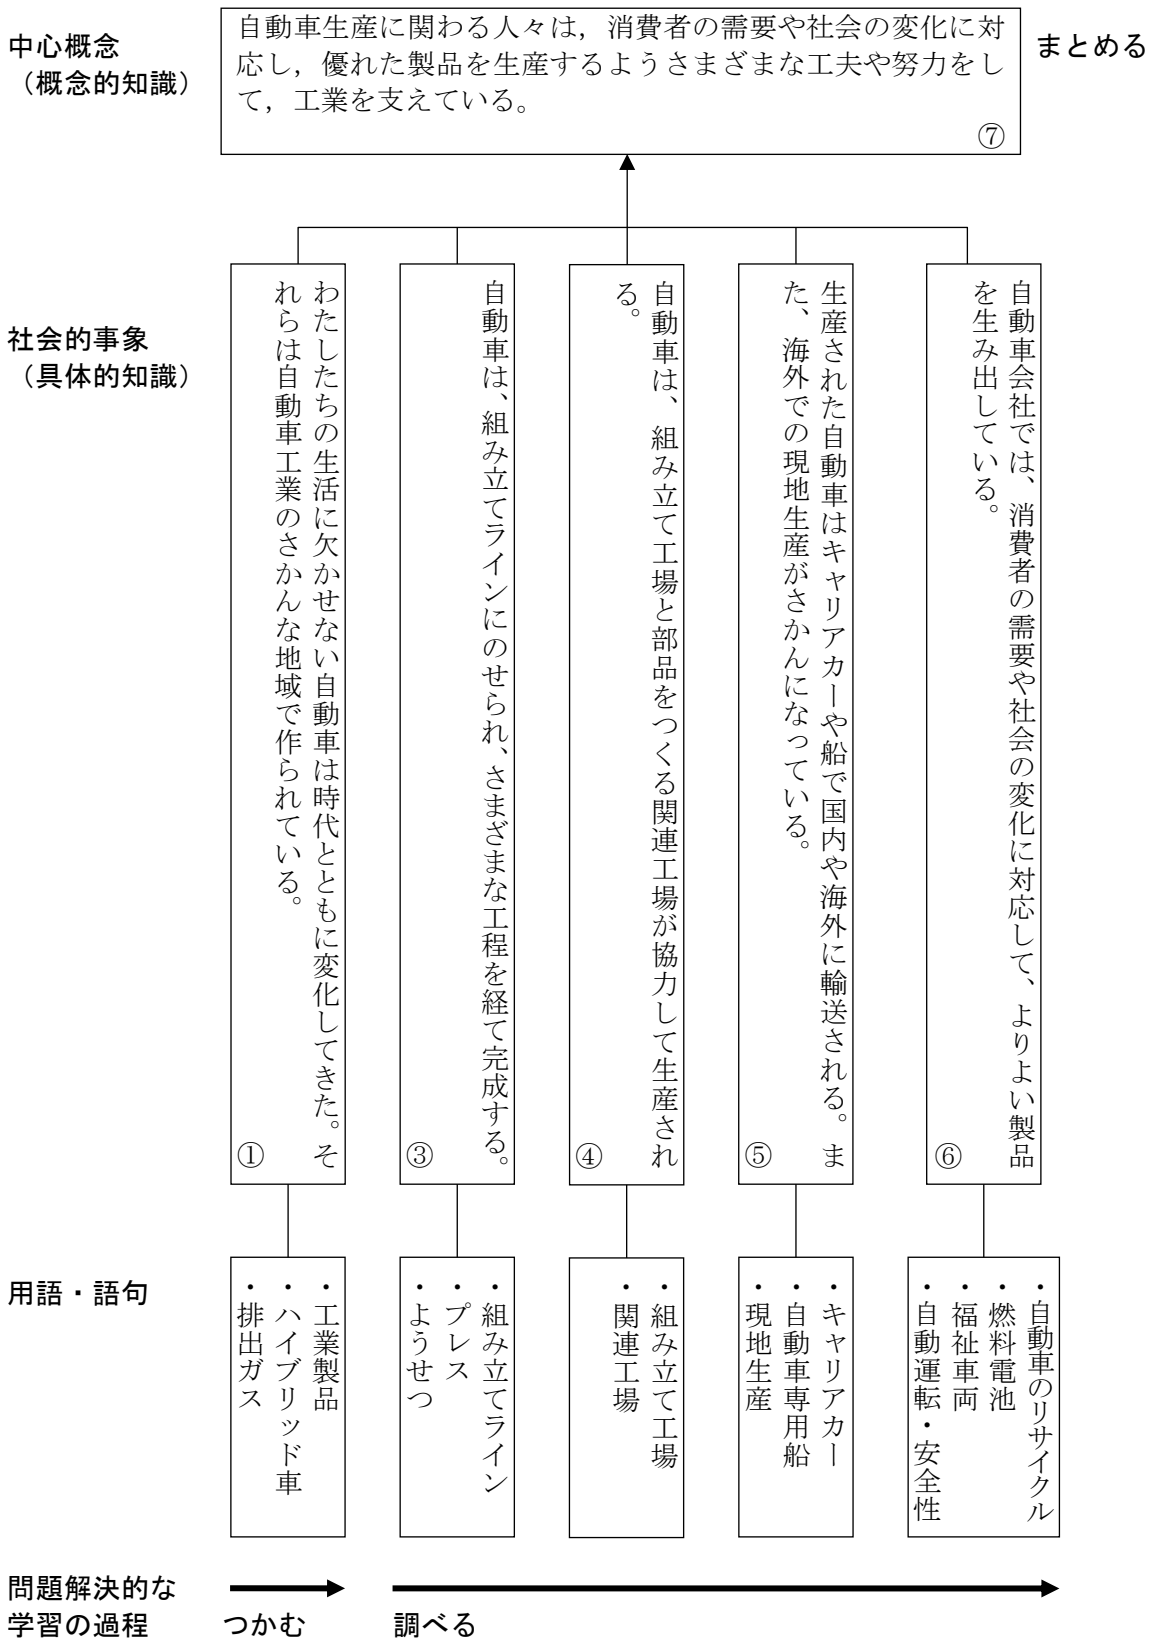 中心概念
（概念的知識）
自動車生産に関わる人々は，消費者の需要や社会の変化に対
応し，優れた製品を生産するようさまざまな工夫や努力をし
て，工業を支えている。
⑦
まとめる
社会的事象
（具体的知識）
わたしたちの生活に欠かせない自動車は時代とともに変化してきた。そ
れらは自動車工業のさかんな地域で作られている。
①
自動車は、組み立てラインにのせられ、さまざまな工程を経て完成する。
③
自動車は、組み立て工場と部品をつくる関連工場が協力して生産され
る。
④
生産された自動車はキャリアカーや船で国内や海外に輸送される。ま
た、海外での現地生産がさかんになっている。
⑤
自動車会社では、消費者の需要や社会の変化に対応して、よりよい製品
を生み出している。
⑥
用語・語句
・工業製品
・ハイブリッド車
・排出ガス
・組み立てライン
・プレス
・ようせつ
・組み立て工場
・関連工場
・キャリアカー
・自動車専用船
・現地生産
・自動車のリサイクル
・燃料電池
・福祉車両
・自動運転・安全性
問題解決的な
学習の過程
つかむ
調べる